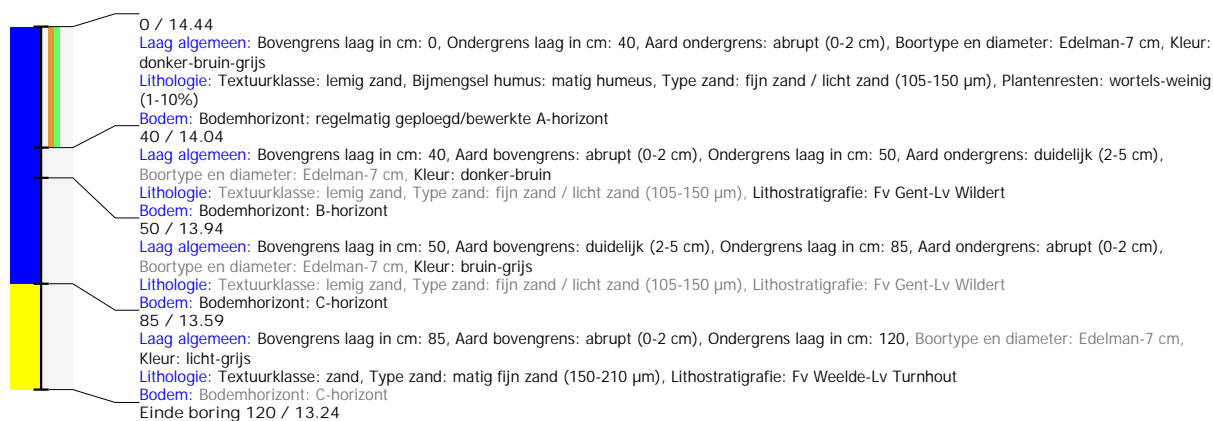 0 / 14.44
Laag algemeen: Bovengrens laag in cm: 0, Ondergrens laag in cm: 40, Aard ondergrens: abrupt (0-2 cm), Boortype en diameter: Edelman-7 cm, Kleur:
donker-bruin-grijs
Lithologie: Textuurklasse: lemig zand, Bijmengsel humus: matig humeus, Type zand: fijn zand / licht zand (105-150 µm), Plantenresten: wortels-weinig
(1-10%)
Bodem: Bodemhorizont: regelmatig geploegd/bewerkte A-horizont
40 / 14.04
Laag algemeen: Bovengrens laag in cm: 40, Aard bovengrens: abrupt (0-2 cm), Ondergrens laag in cm: 50, Aard ondergrens: duidelijk (2-5 cm),
Boortype en diameter: Edelman-7 cm, Kleur: donker-bruin
Lithologie: Textuurklasse: lemig zand, Type zand: fijn zand / licht zand (105-150 µm), Lithostratigrafie: Fv Gent-Lv Wildert
Bodem: Bodemhorizont: B-horizont
50 / 13.94
Laag algemeen: Bovengrens laag in cm: 50, Aard bovengrens: duidelijk (2-5 cm), Ondergrens laag in cm: 85, Aard ondergrens: abrupt (0-2 cm),
Boortype en diameter: Edelman-7 cm, Kleur: bruin-grijs
Lithologie: Textuurklasse: lemig zand, Type zand: fijn zand / licht zand (105-150 µm), Lithostratigrafie: Fv Gent-Lv Wildert
Bodem: Bodemhorizont: C-horizont
85 / 13.59
Laag algemeen: Bovengrens laag in cm: 85, Aard bovengrens: abrupt (0-2 cm), Ondergrens laag in cm: 120, Boortype en diameter: Edelman-7 cm,
Kleur: licht-grijs
Lithologie: Textuurklasse: zand, Type zand: matig fijn zand (150-210 µm), Lithostratigrafie: Fv Weelde-Lv Turnhout
Bodem: Bodemhorizont: C-horizont
Einde boring 120 / 13.24